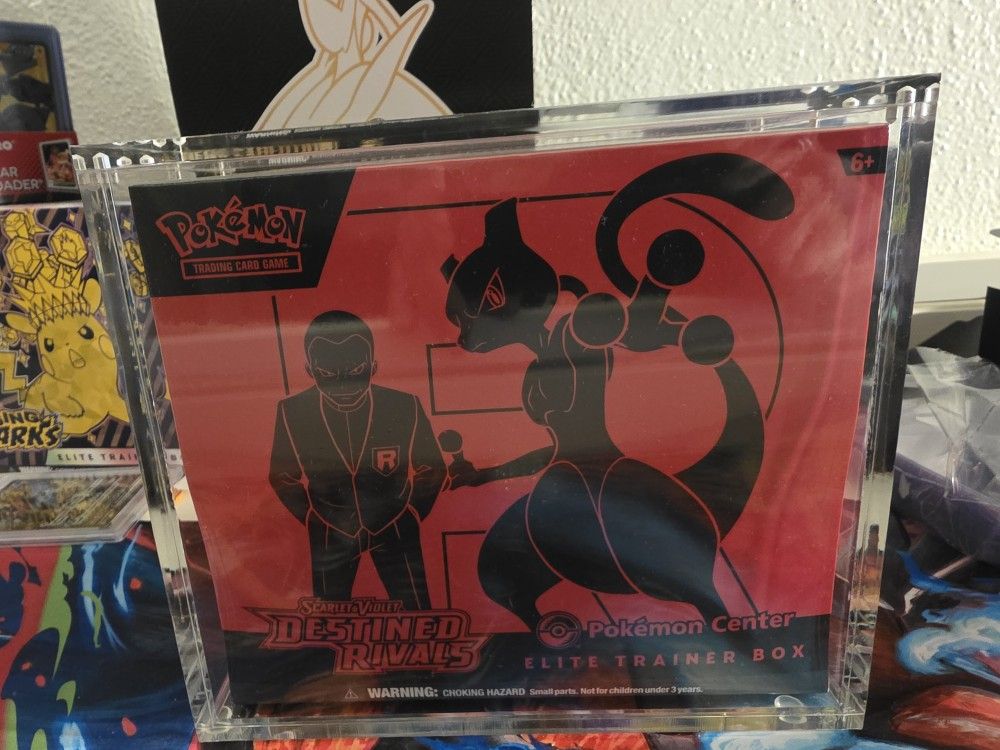 POKéMON
TRADING CARD GAME
6+
R
SCARLET & VIOLET
DESTINED
RIVALS
Pokémon Center
ELITE TRAINER BOX
WARNING: CHOKING HAZARD Small parts. Not for children under 3 years.
ARKS
ELITE TRAI